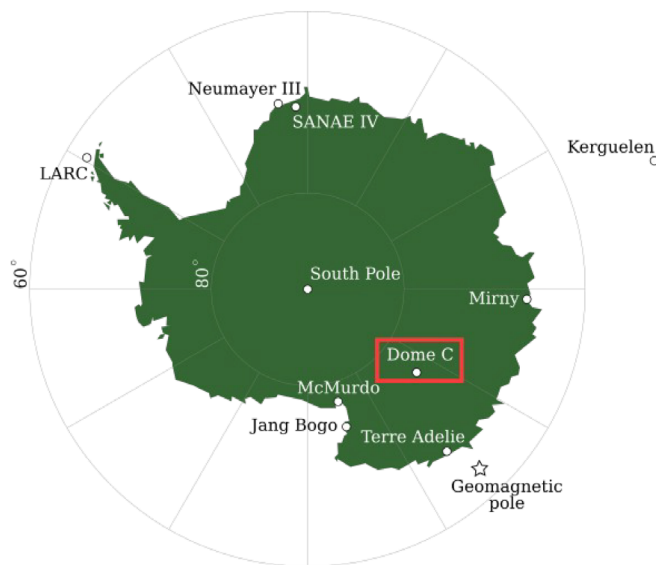 Neumayer III
SANAE IV
Kerguelen
LARC
60°
80°
South Pole
Mirny
Dome C
McMurdo
Jang Bogo
Terre Adelie
Geomagnetic
pole